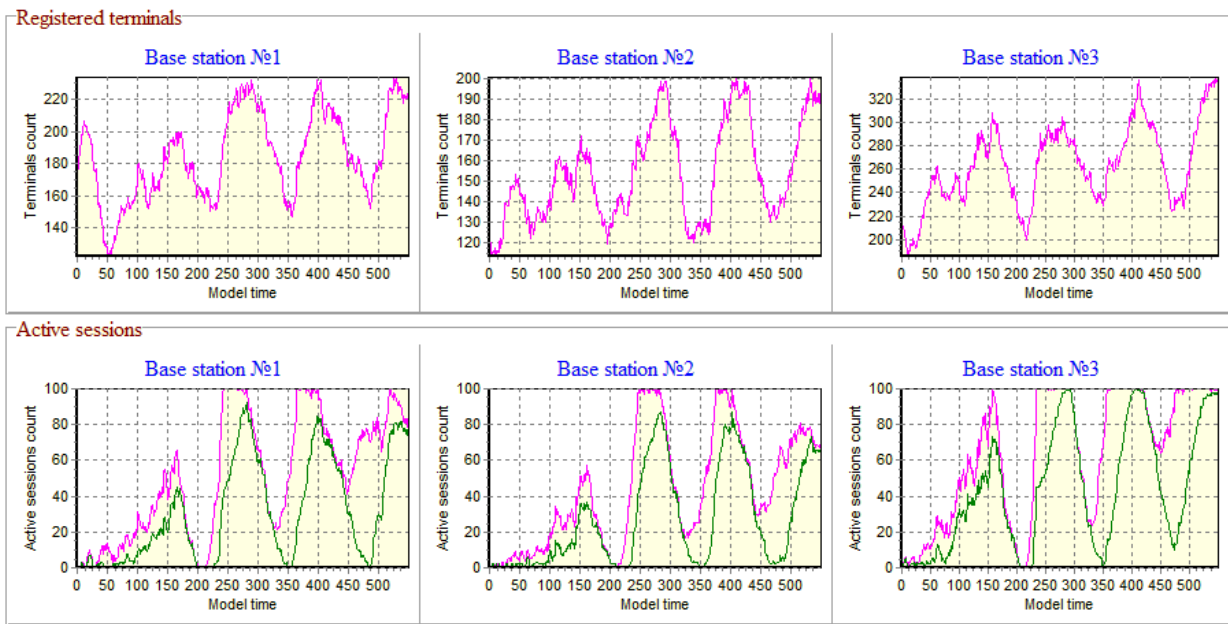 Registered terminals
Base station №1
Base station №2
Base station №3
Terminals count
220
200
180
160
140
0 50 100 150 200 250 300 350 400 450 500
Model time
Terminals count
200
190
180
170
160
150
140
130
120
0 50 100 150 200 250 300 350 400 450 500
Model time
Terminals count
320
300
280
260
240
220
200
0 50 100 150 200 250 300 350 400 450 500
Model time
Active sessions
Base station №1
Base station №2
Base station №3
Active sessions count
100
80
60
40
20
0
0 50 100 150 200 250 300 350 400 450 500
Model time
Active sessions count
100
80
60
40
20
0
0 50 100 150 200 250 300 350 400 450 500
Model time
Active sessions count
100
80
60
40
20
0
0 50 100 150 200 250 300 350 400 450 500
Model time